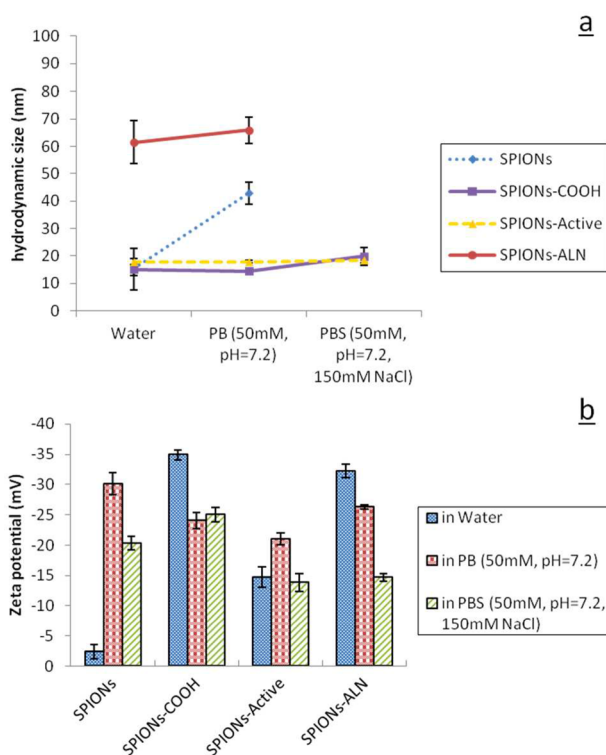 a
100
90
80
70
60
50
40
30
20
10
0
hydrodynamic size (nm)
Water
PB (50mM,
pH=7.2)
PBS (50mM,
pH=7.2,
150mM NaCl)
SPIONs
SPIONs-COOH
SPIONs-Active
SPIONs-ALN
b
-40
-35
-30
-25
-20
-15
-10
-5
0
Zeta potential (mV)
SPIONs
SPIONs-COOH
SPIONs-Active
SPIONs-ALN
in Water
in PB (50mM, pH=7.2)
in PBS (50mM, pH=7.2,
150mM NaCl)